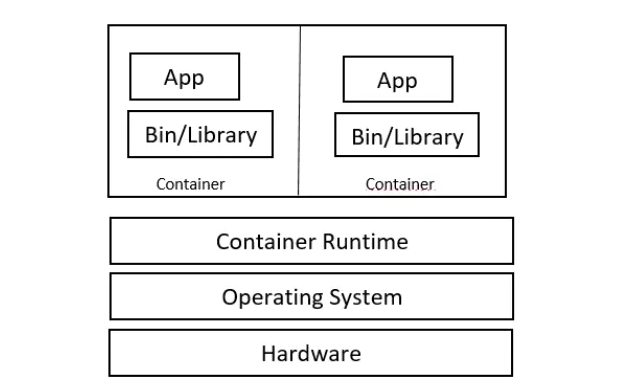 App
App
Bin/Library
Bin/Library
Container
Container
Container Runtime
Operating System
Hardware